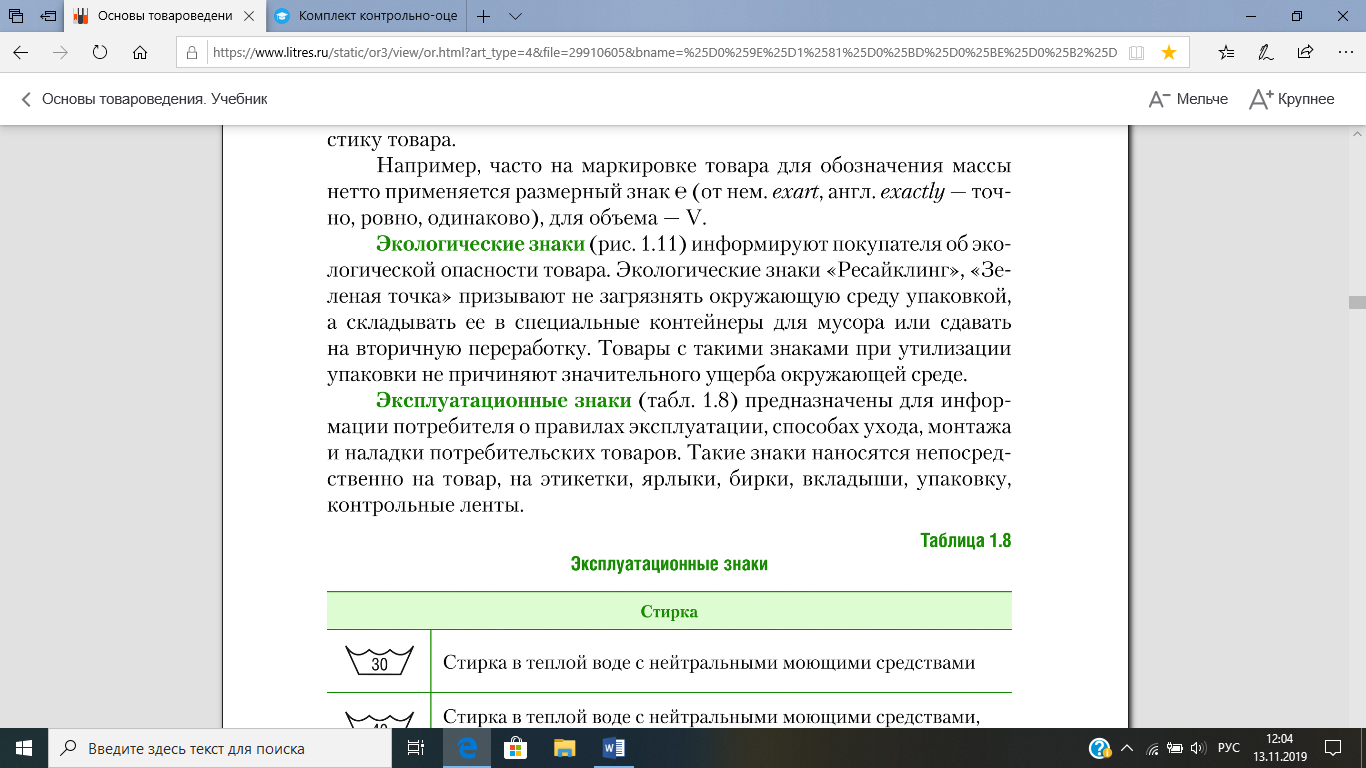 Основы товароведени
Комплект контрольно-оце
https://www.litres.ru/static/or3/view/or.html?art_type=4&file=29910605&bname=%25D0%259E%25D1%2581%25D0%25BD%25D0%25BE%25D0%25B2%25D
Основы товароведения. Учебник
А− Мельче
А+ Крупнее
стику товара.
Например, часто на маркировке товара для обозначения массы
нетто применяется размерный знак ℮ (от нем. exart, англ. exactly — точ-
но, ровно, одинаково), для объема — V.
Экологические знаки (рис. 1.11) информируют покупателя об эко-
логической опасности товара. Экологические знаки «Ресайклинг», «Зе-
леная точка» призывают не загрязнять окружающую среду упаковкой,
а складывать ее в специальные контейнеры для мусора или сдавать
на вторичную переработку. Товары с такими знаками при утилизации
упаковки не причиняют значительного ущерба окружающей среде.
Эксплуатационные знаки (табл. 1.8) предназначены для инфор-
мации потребителя о правилах эксплуатации, способах ухода, монтажа
и наладки потребительских товаров. Такие знаки наносятся непосред-
ственно на товар, на этикетки, ярлыки, бирки, вкладыши, упаковку,
контрольные ленты.
Таблица 1.8
Эксплуатационные знаки
Стирка
30
Стирка в теплой воде с нейтральными моющими средствами
Стирка в теплой воде с нейтральными моющими средствами,
Введите здесь текст для поиска
РУС
12:04
13.11.2019